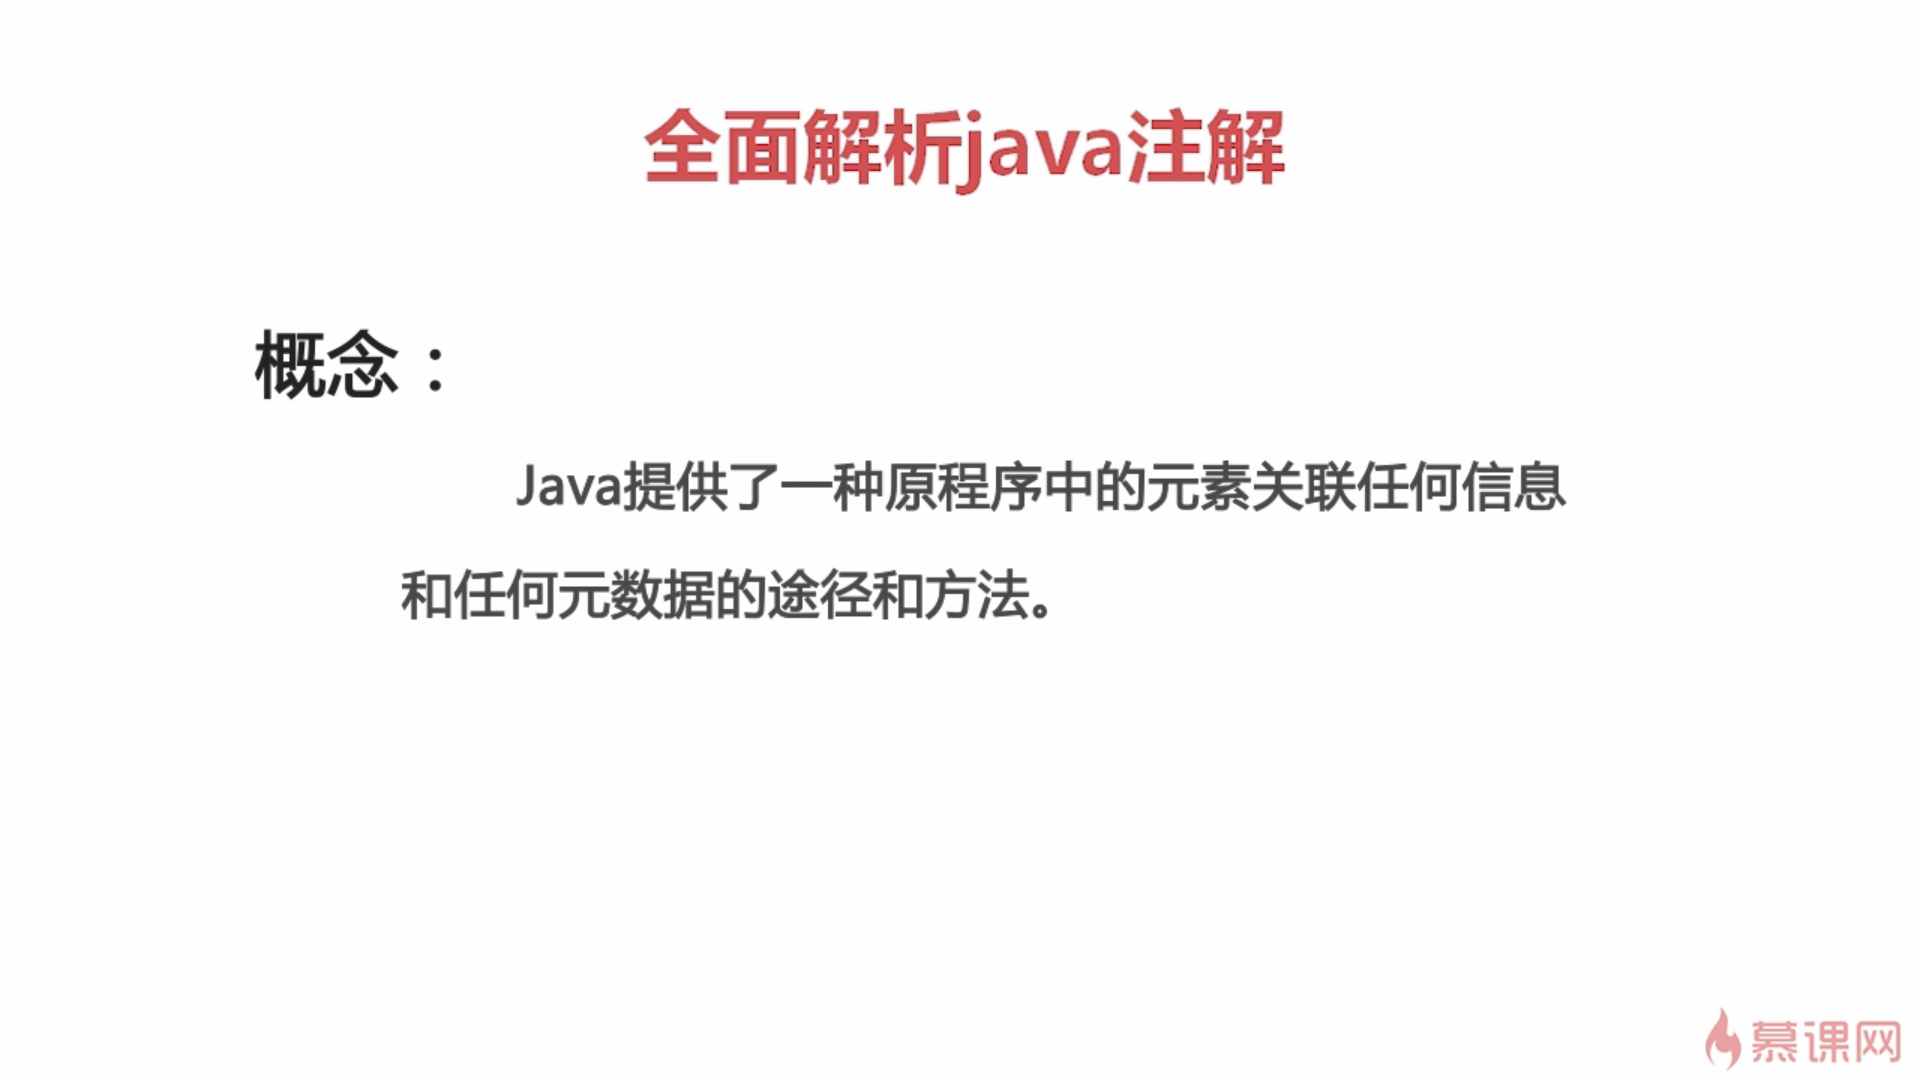 全面解析java注解
概念：
Java提供了一种原程序中的元素关联任何信息
和任何元数据的途径和方法。
慕课网